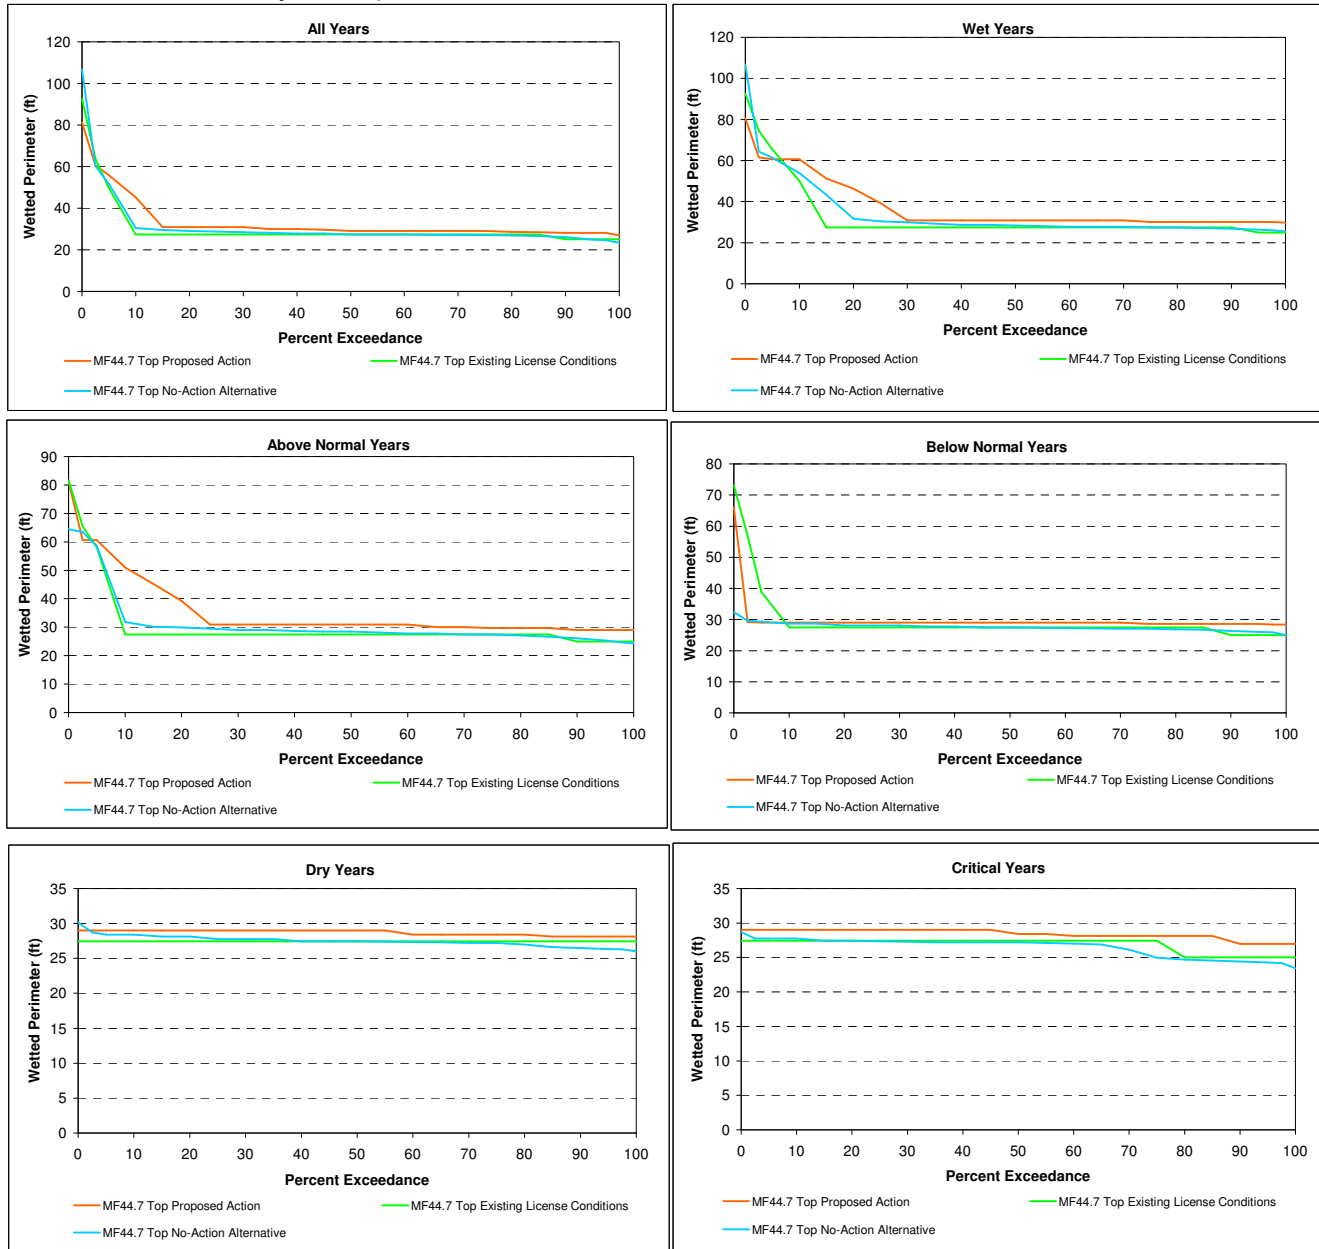 All Years
Wetted Perimeter (ft)
120
100
80
60
40
20
0
0 10 20 30 40 50 60 70 80 90 100
Percent Exceedance
MF44.7 Top Proposed Action
MF44.7 Top Existing License Conditions
MF44.7 Top No-Action Alternative
Wet Years
Wetted Perimeter (ft)
120
100
80
60
40
20
0
0 10 20 30 40 50 60 70 80 90 100
Percent Exceedance
MF44.7 Top Proposed Action
MF44.7 Top Existing License Conditions
MF44.7 Top No-Action Alternative
Above Normal Years
Wetted Perimeter (ft)
90
80
70
60
50
40
30
20
10
0
0 10 20 30 40 50 60 70 80 90 100
Percent Exceedance
MF44.7 Top Proposed Action
MF44.7 Top Existing License Conditions
MF44.7 Top No-Action Alternative
Below Normal Years
Wetted Perimeter (ft)
80
70
60
50
40
30
20
10
0
0 10 20 30 40 50 60 70 80 90 100
Percent Exceedance
MF44.7 Top Proposed Action
MF44.7 Top Existing License Conditions
MF44.7 Top No-Action Alternative
Dry Years
Wetted Perimeter (ft)
35
30
25
20
15
10
5
0
0 10 20 30 40 50 60 70 80 90 100
Percent Exceedance
MF44.7 Top Proposed Action
MF44.7 Top Existing License Conditions
MF44.7 Top No-Action Alternative
Critical Years
Wetted Perimeter (ft)
35
30
25
20
15
10
5
0
0 10 20 30 40 50 60 70 80 90 100
Percent Exceedance
MF44.7 Top Proposed Action
MF44.7 Top Existing License Conditions
MF44.7 Top No-Action Alternative